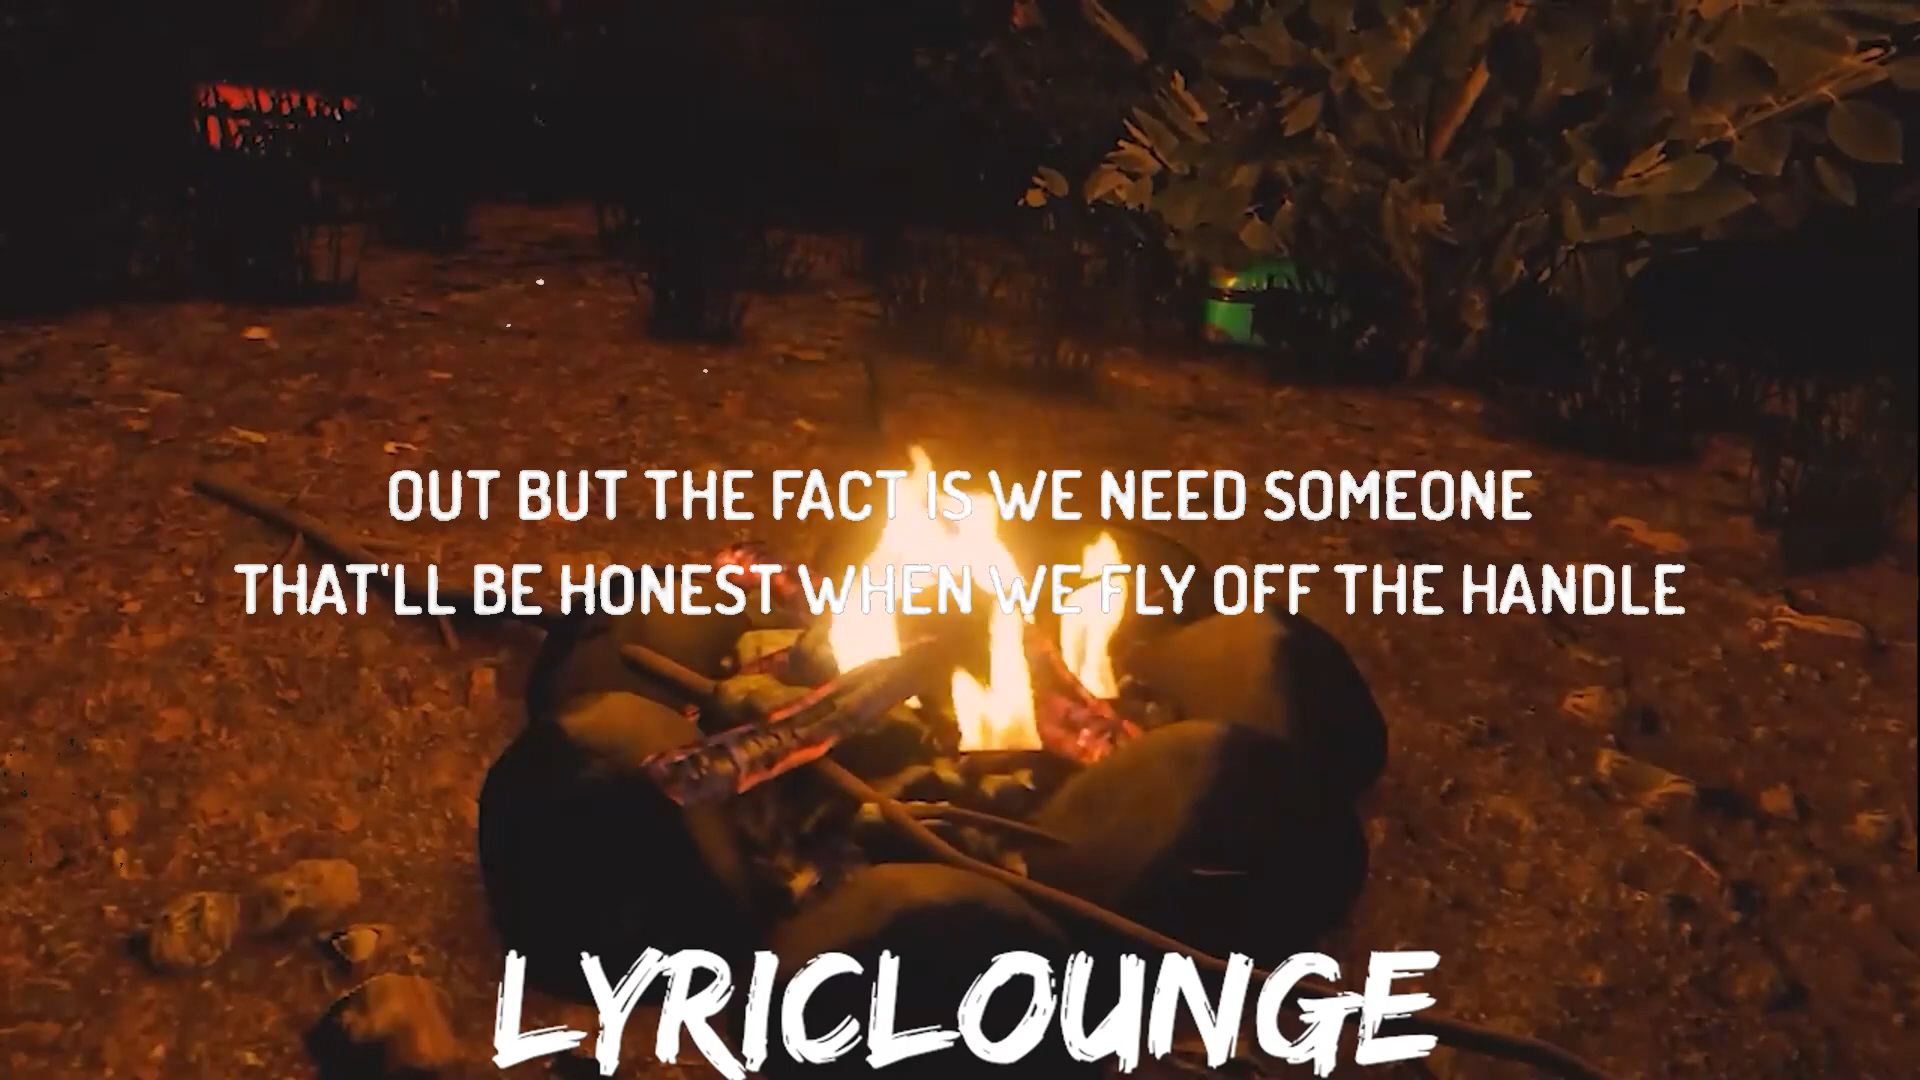 OUT BUT THE FACT IS WE NEED SOMEONE
THAT'LL BE HONEST WHEN WE FLY OFF THE HANDLE
LYRICLOUNGE